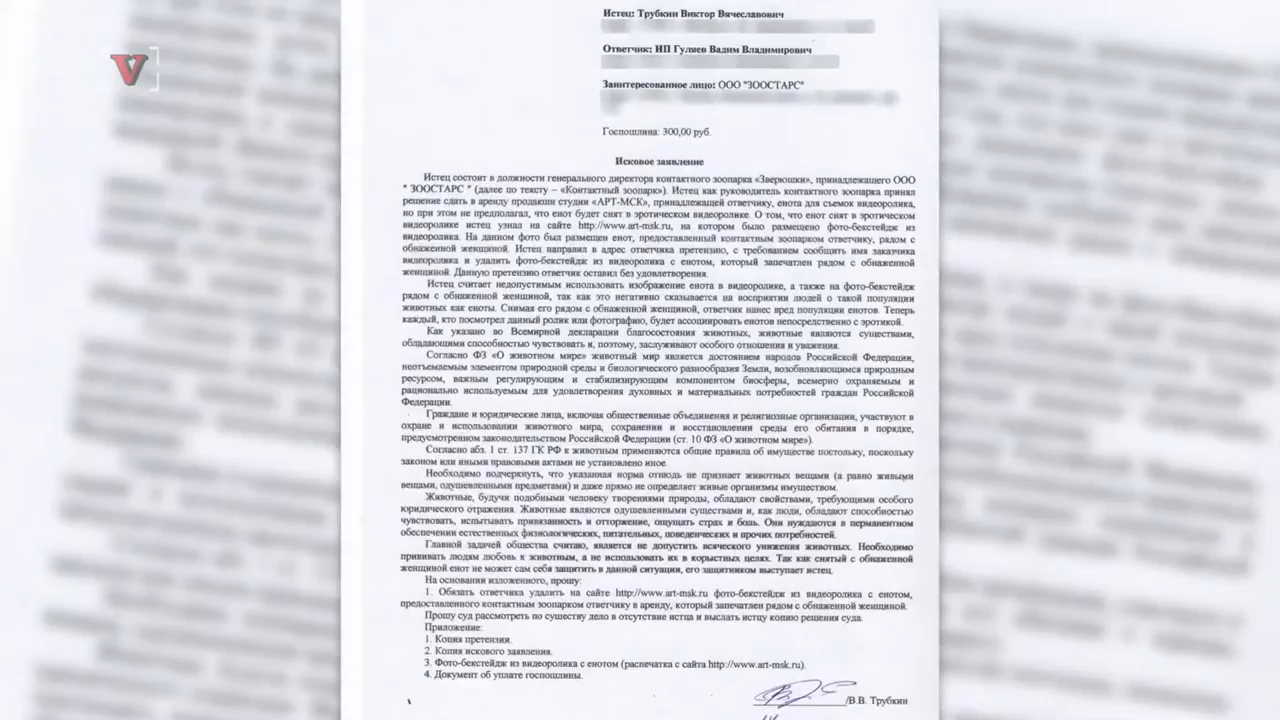 V
Истец: Трубкин Виктор Вячеславович
Ответчик: ИП Гуляев Вадим Владимирович
Заинтересованное лицо: ООО "ЗООСТАРС"
Госпошлина: 300,00 руб.
Исковое заявление
Истец состоит в должности генерального директора контактного зоопарка «Зверюшки», принадлежащего ООО
" ЗООСТАРС " (далее по тексту – «Контактный зоопарк»). Истец как руководитель контактного зоопарка принял
решение сдать в аренду продакшн студии «АРТ-МСК», принадлежащей ответчику, енота для съемок видеоролика,
но при этом не предполагал, что енот будет снят в эротическом видеоролике. О том, что енот снят в эротическом
видеоролике истец узнал на сайте http://www.art-msk.ru, на котором было размещено фото-бекстейдж из
видеоролика. На данном фото был размещен енот, предоставленный контактным зоопарком ответчику, рядом с
обнаженной женщиной. Истец направил в адрес ответчика претензию, с требованием сообщить имя заказчика
видеоролика и удалить фото-бекстейдж из видеоролика с енотом, который запечатлен рядом с обнаженной
женщиной. Данную претензию ответчик оставил без удовлетворения.
Истец считает недопустимым использовать изображение енота в видеоролике, а также на фото-бекстейдж
рядом с обнаженной женщиной, так как это негативно сказывается на восприятии людей о такой популяции
животных как еноты. Снимая его рядом с обнаженной женщиной, ответчик нанес вред популяции енотов. Теперь
каждый, кто посмотрел данный ролик или фотографию, будет ассоциировать енотов непосредственно с эротикой.
Как указано во Всемирной декларации благосостояния животных, животные являются существами,
обладающими способностью чувствовать и, поэтому, заслуживают особого отношения и уважения.
Согласно ФЗ «О животном мире» животный мир является достоянием народов Российской Федерации,
неотъемлемым элементом природной среды и биологического разнообразия Земли, возобновляющимся природным
ресурсом, важным регулирующим и стабилизирующим компонентом биосферы, всемерно охраняемым и
рационально используемым для удовлетворения духовных и материальных потребностей граждан Российской
Федерации.
Граждане и юридические лица, включая общественные объединения и религиозные организации, участвуют в
охране и использовании животного мира, сохранении и восстановлении среды его обитания в порядке,
предусмотренном законодательством Российской Федерации (ст. 10 ФЗ «О животном мире»).
Согласно абз. 1 ст. 137 ГК РФ к животным применяются общие правила об имуществе постольку, поскольку
законом или иными правовыми актами не установлено иное.
Необходимо подчеркнуть, что указанная норма отнюдь не признает животных вещами (а равно живыми
вещами, одушевленными предметами) и даже прямо не определяет живые организмы имуществом.
Животные, будучи подобными человеку творениями природы, обладают свойствами, требующими особого
юридического отражения. Животные являются одушевленными существами и, как люди, обладают способностью
чувствовать, испытывать привязанность и отторжение, ощущать страх и боль. Они нуждаются в перманентном
обеспечении естественных физиологических, питательных, поведенческих и прочих потребностей.
Главной задачей общества считаю, является не допустить всяческого унижения животных. Необходимо
прививать людям любовь к животным, а не использовать их в корыстных целях. Так как снятый с обнаженной
женщиной енот не может сам себя защитить в данной ситуации, его защитником выступает истец.
На основании изложенного, прошу:
1. Обязать ответчика удалить на сайте http://www.art-msk.ru фото-бекстейдж из видеоролика с енотом,
предоставленного контактным зоопарком ответчику в аренду, который запечатлен рядом с обнаженной женщиной.
Прошу суд рассмотреть по существу дело в отсутствие истца и выслать истцу копию решения суда.
Приложение:
1. Копия претензии.
2. Копия искового заявления.
3. Фото-бекстейдж из видеоролика с енотом (распечатка с сайта http://www.art-msk.ru).
4. Документ об уплате госпошлины.
/В.В. Трубкин